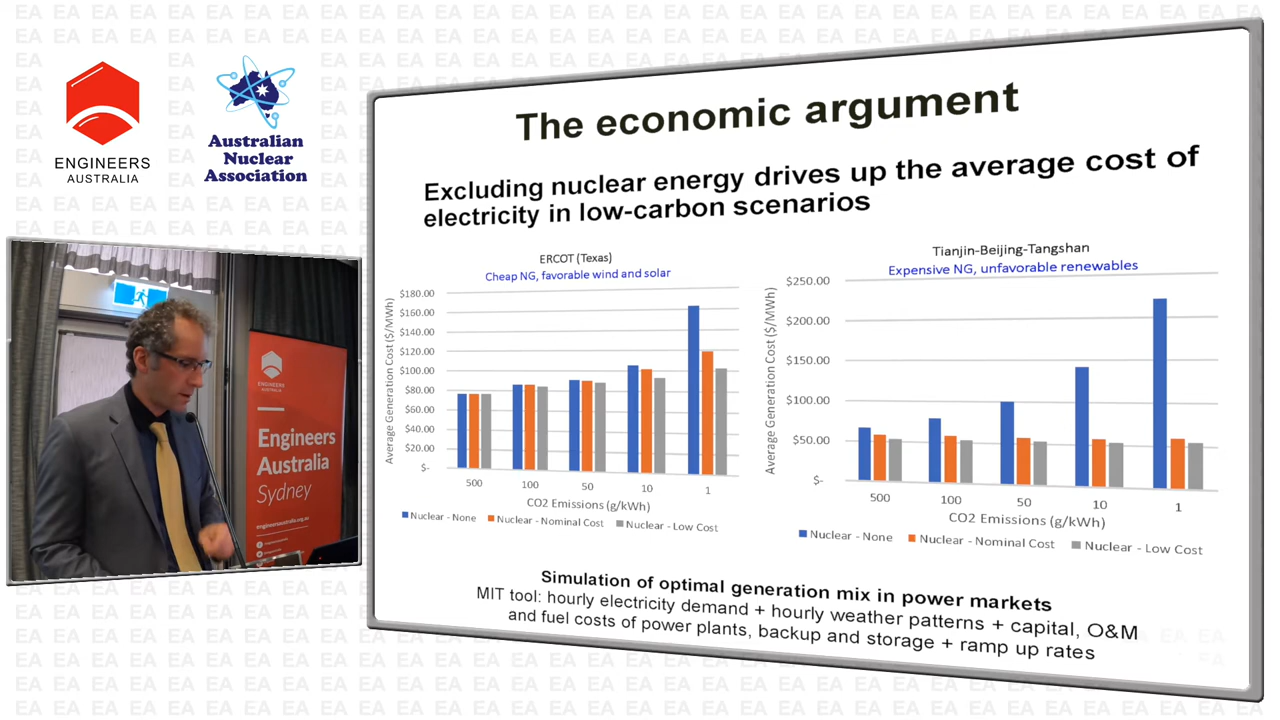 ENGINEERS
AUSTRALIA
Australian
Nuclear
Association
ENGINEERS
AUSTRALIA
Engineers
Australia
Sydney
engineersaustralia.org.au
The economic argument
Excluding nuclear energy drives up the average cost of
electricity in low-carbon scenarios
ERCOT (Texas)
Cheap NG, favorable wind and solar
Average Generation Cost ($/MWh)
$180.00
$160.00
$140.00
$120.00
$100.00
$80.00
$60.00
$40.00
$20.00
$-
500 100 50 10 1
CO2 Emissions (g/kWh)
Nuclear - None Nuclear - Nominal Cost Nuclear - Low Cost
Tianjin-Beijing-Tangshan
Expensive NG, unfavorable renewables
Average Generation Cost ($/MWh)
$250.00
$200.00
$150.00
$100.00
$50.00
$-
500 100 50 10 1
CO2 Emissions (g/kWh)
Nuclear - None Nuclear - Nominal Cost Nuclear - Low Cost
Simulation of optimal generation mix in power markets
MIT tool: hourly electricity demand + hourly weather patterns + capital, O&M
and fuel costs of power plants, backup and storage + ramp up rates